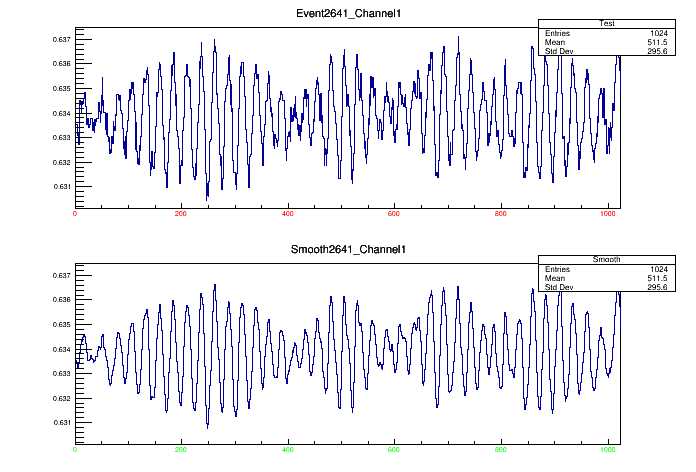 Event2641_Channel1
Test
Entries 1024
Mean 511.5
Std Dev 295.6
0.637
0.636
0.635
0.634
0.633
0.632
0.631
0 200 400 600 800 1000
Smooth2641_Channel1
Smooth
Entries 1024
Mean 511.5
Std Dev 295.6
0.637
0.636
0.635
0.634
0.633
0.632
0.631
0 200 400 600 800 1000